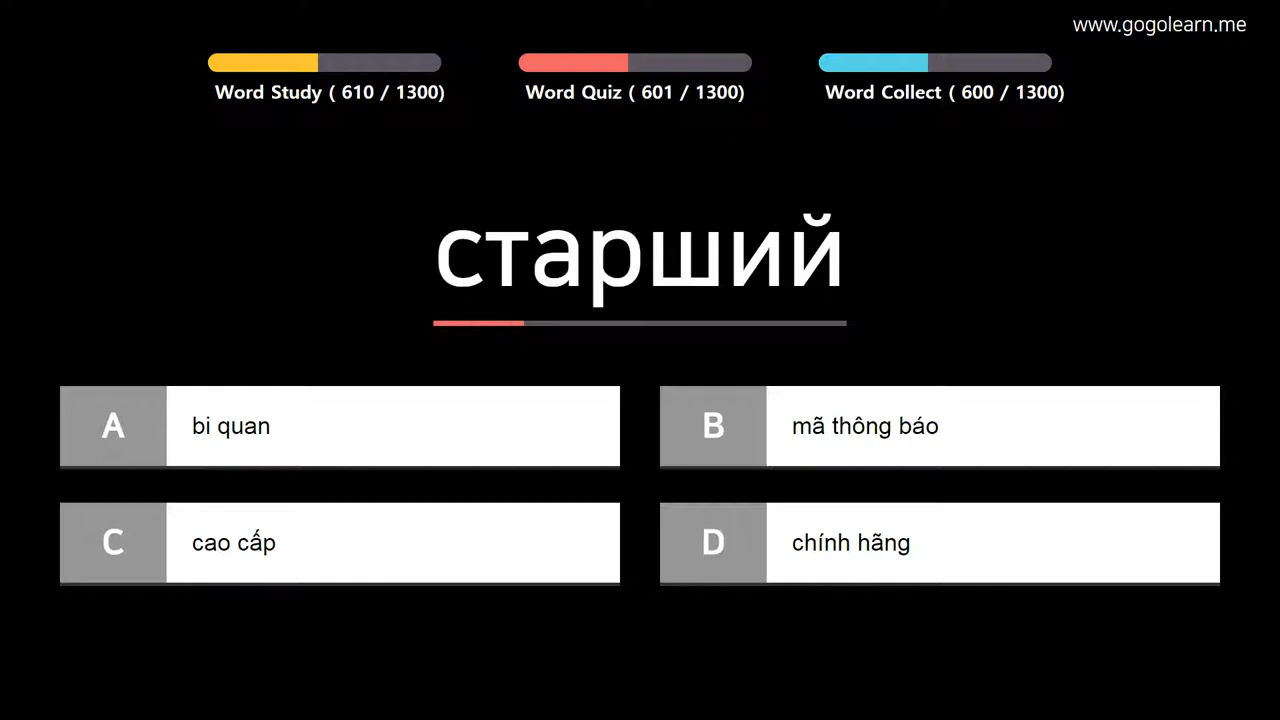 www.gogolearn.me
Word Study ( 610 / 1300)
Word Quiz ( 601 / 1300)
Word Collect ( 600 / 1300)
старший
A bi quan
B mã thông báo
C cao cấp
D chính hãng